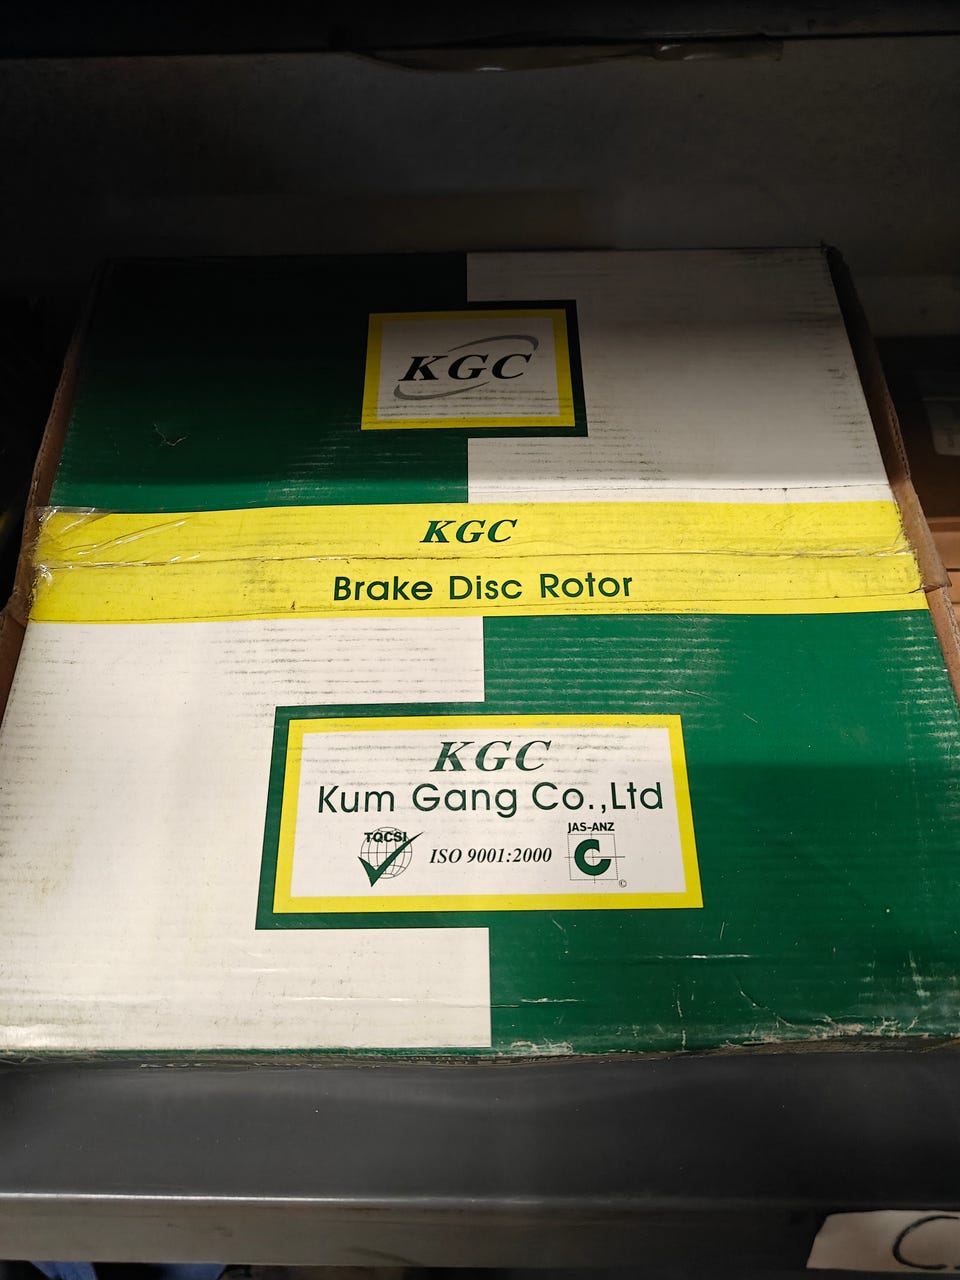 KGC
KGC
Brake Disc Rotor
KGC
Kum Gang Co.,Ltd
TQCSI
ISO 9001:2000
JAS-ANZ
©